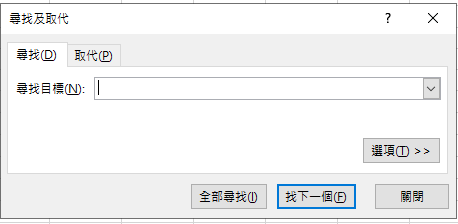 尋找及取代
? ×
尋找(D) 取代(P)
尋找目標(N):
選項(T) >>
全部尋找(I) 找下一個(F) 關閉